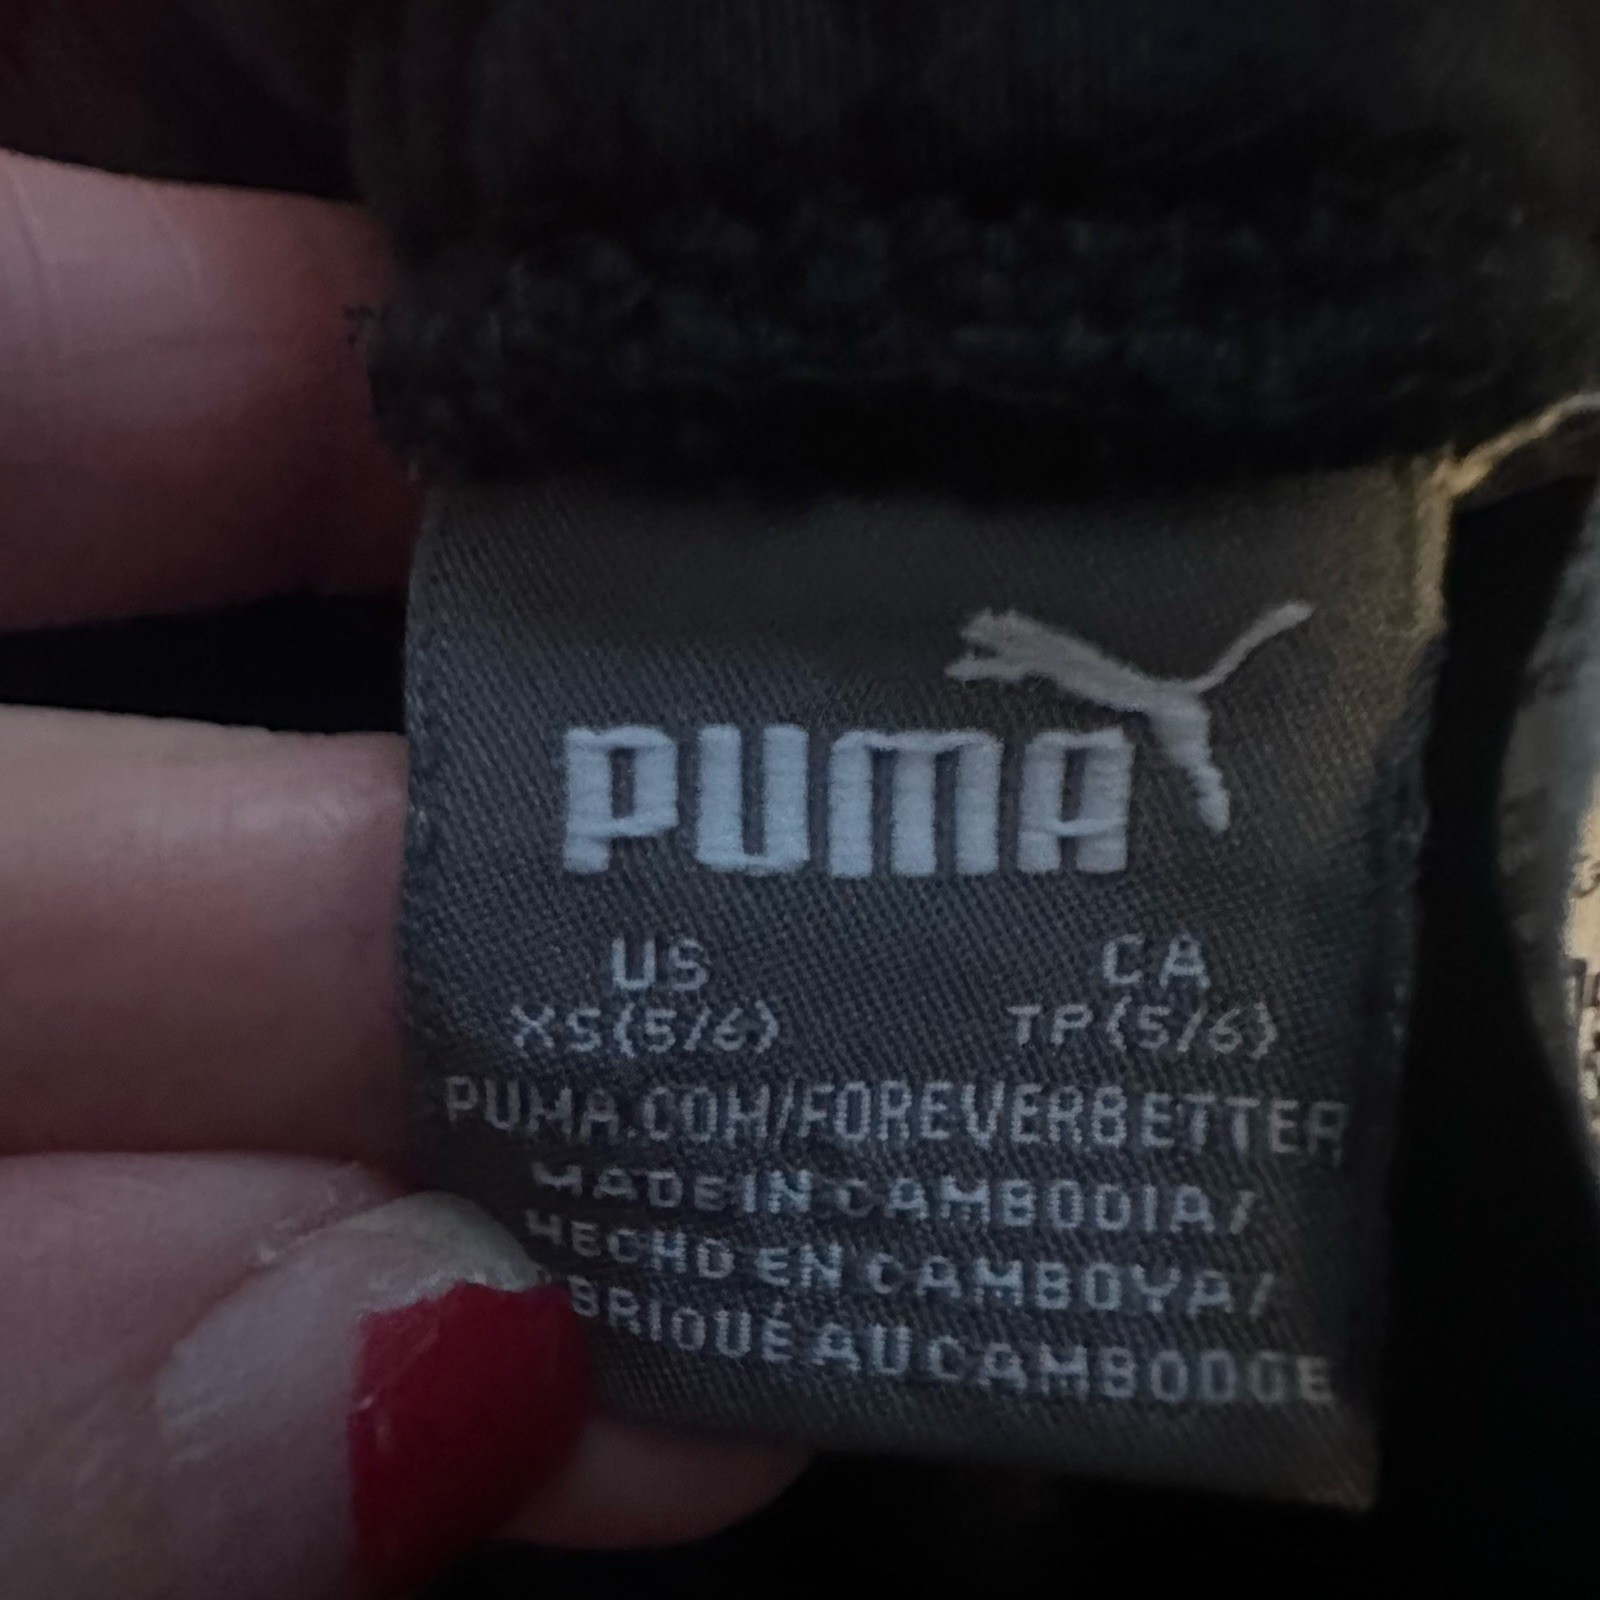 PUMA
US CA
XS(5/6) TP(5/6)
PUMA.COM/FOREVERBETTER
MADE IN CAMBODIA/
HECHO EN CAMBOYA/
BRIQUÉ AU CAMBODGE